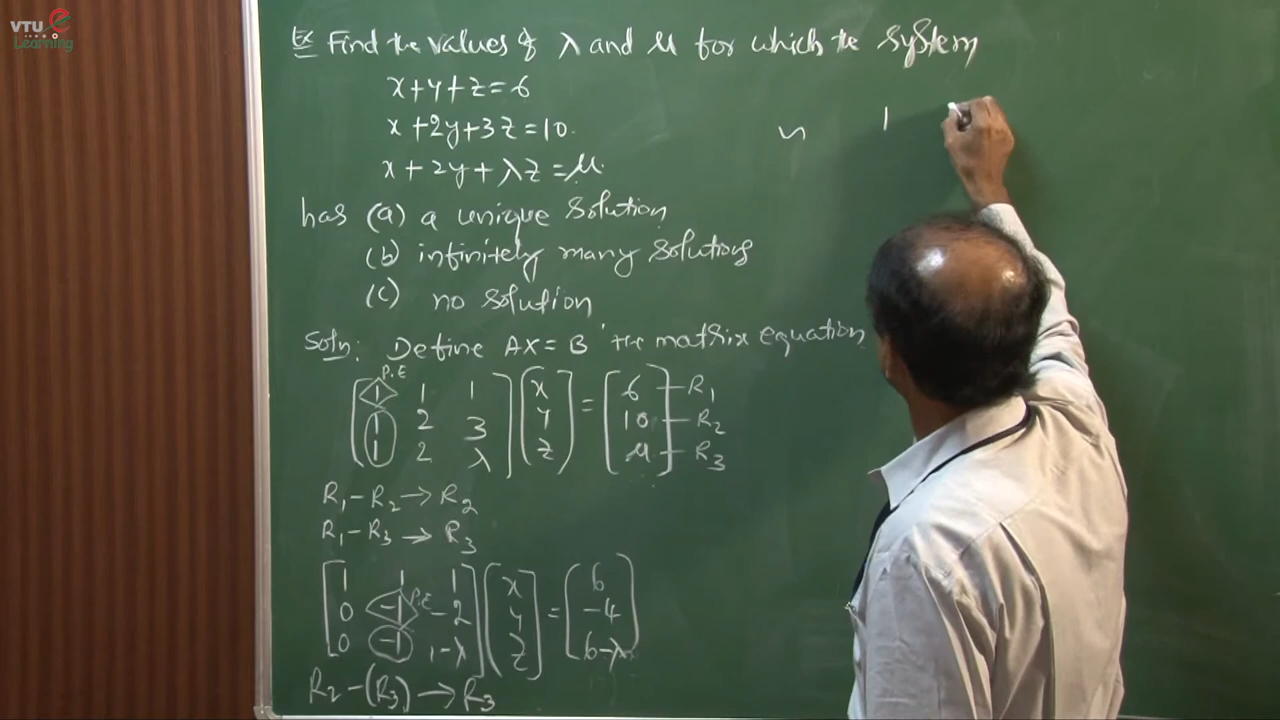 VTU e
Learning
Ex Find the values of λ and μ for which the system
x+y+z=6
x+2y+3z=10.
x+2y+λz=μ.
has (a) a unique solution
(b) infinitely many solutions
(c) no solution
Soln: Define AX=B the matrix equation
P.E
[1 1 1] [x] = [6] — R1
[1 2 3] [y] [10] — R2
[1 2 λ] [z] [μ] — R3
R1-R2→R2
R1-R3→R3
[1 1 1] [x] = [6]
[0 -1 P.E -2] [y] [-4]
[0 -1 1-λ] [z] [6-λ]
R2-(R3)→R3
~ 1